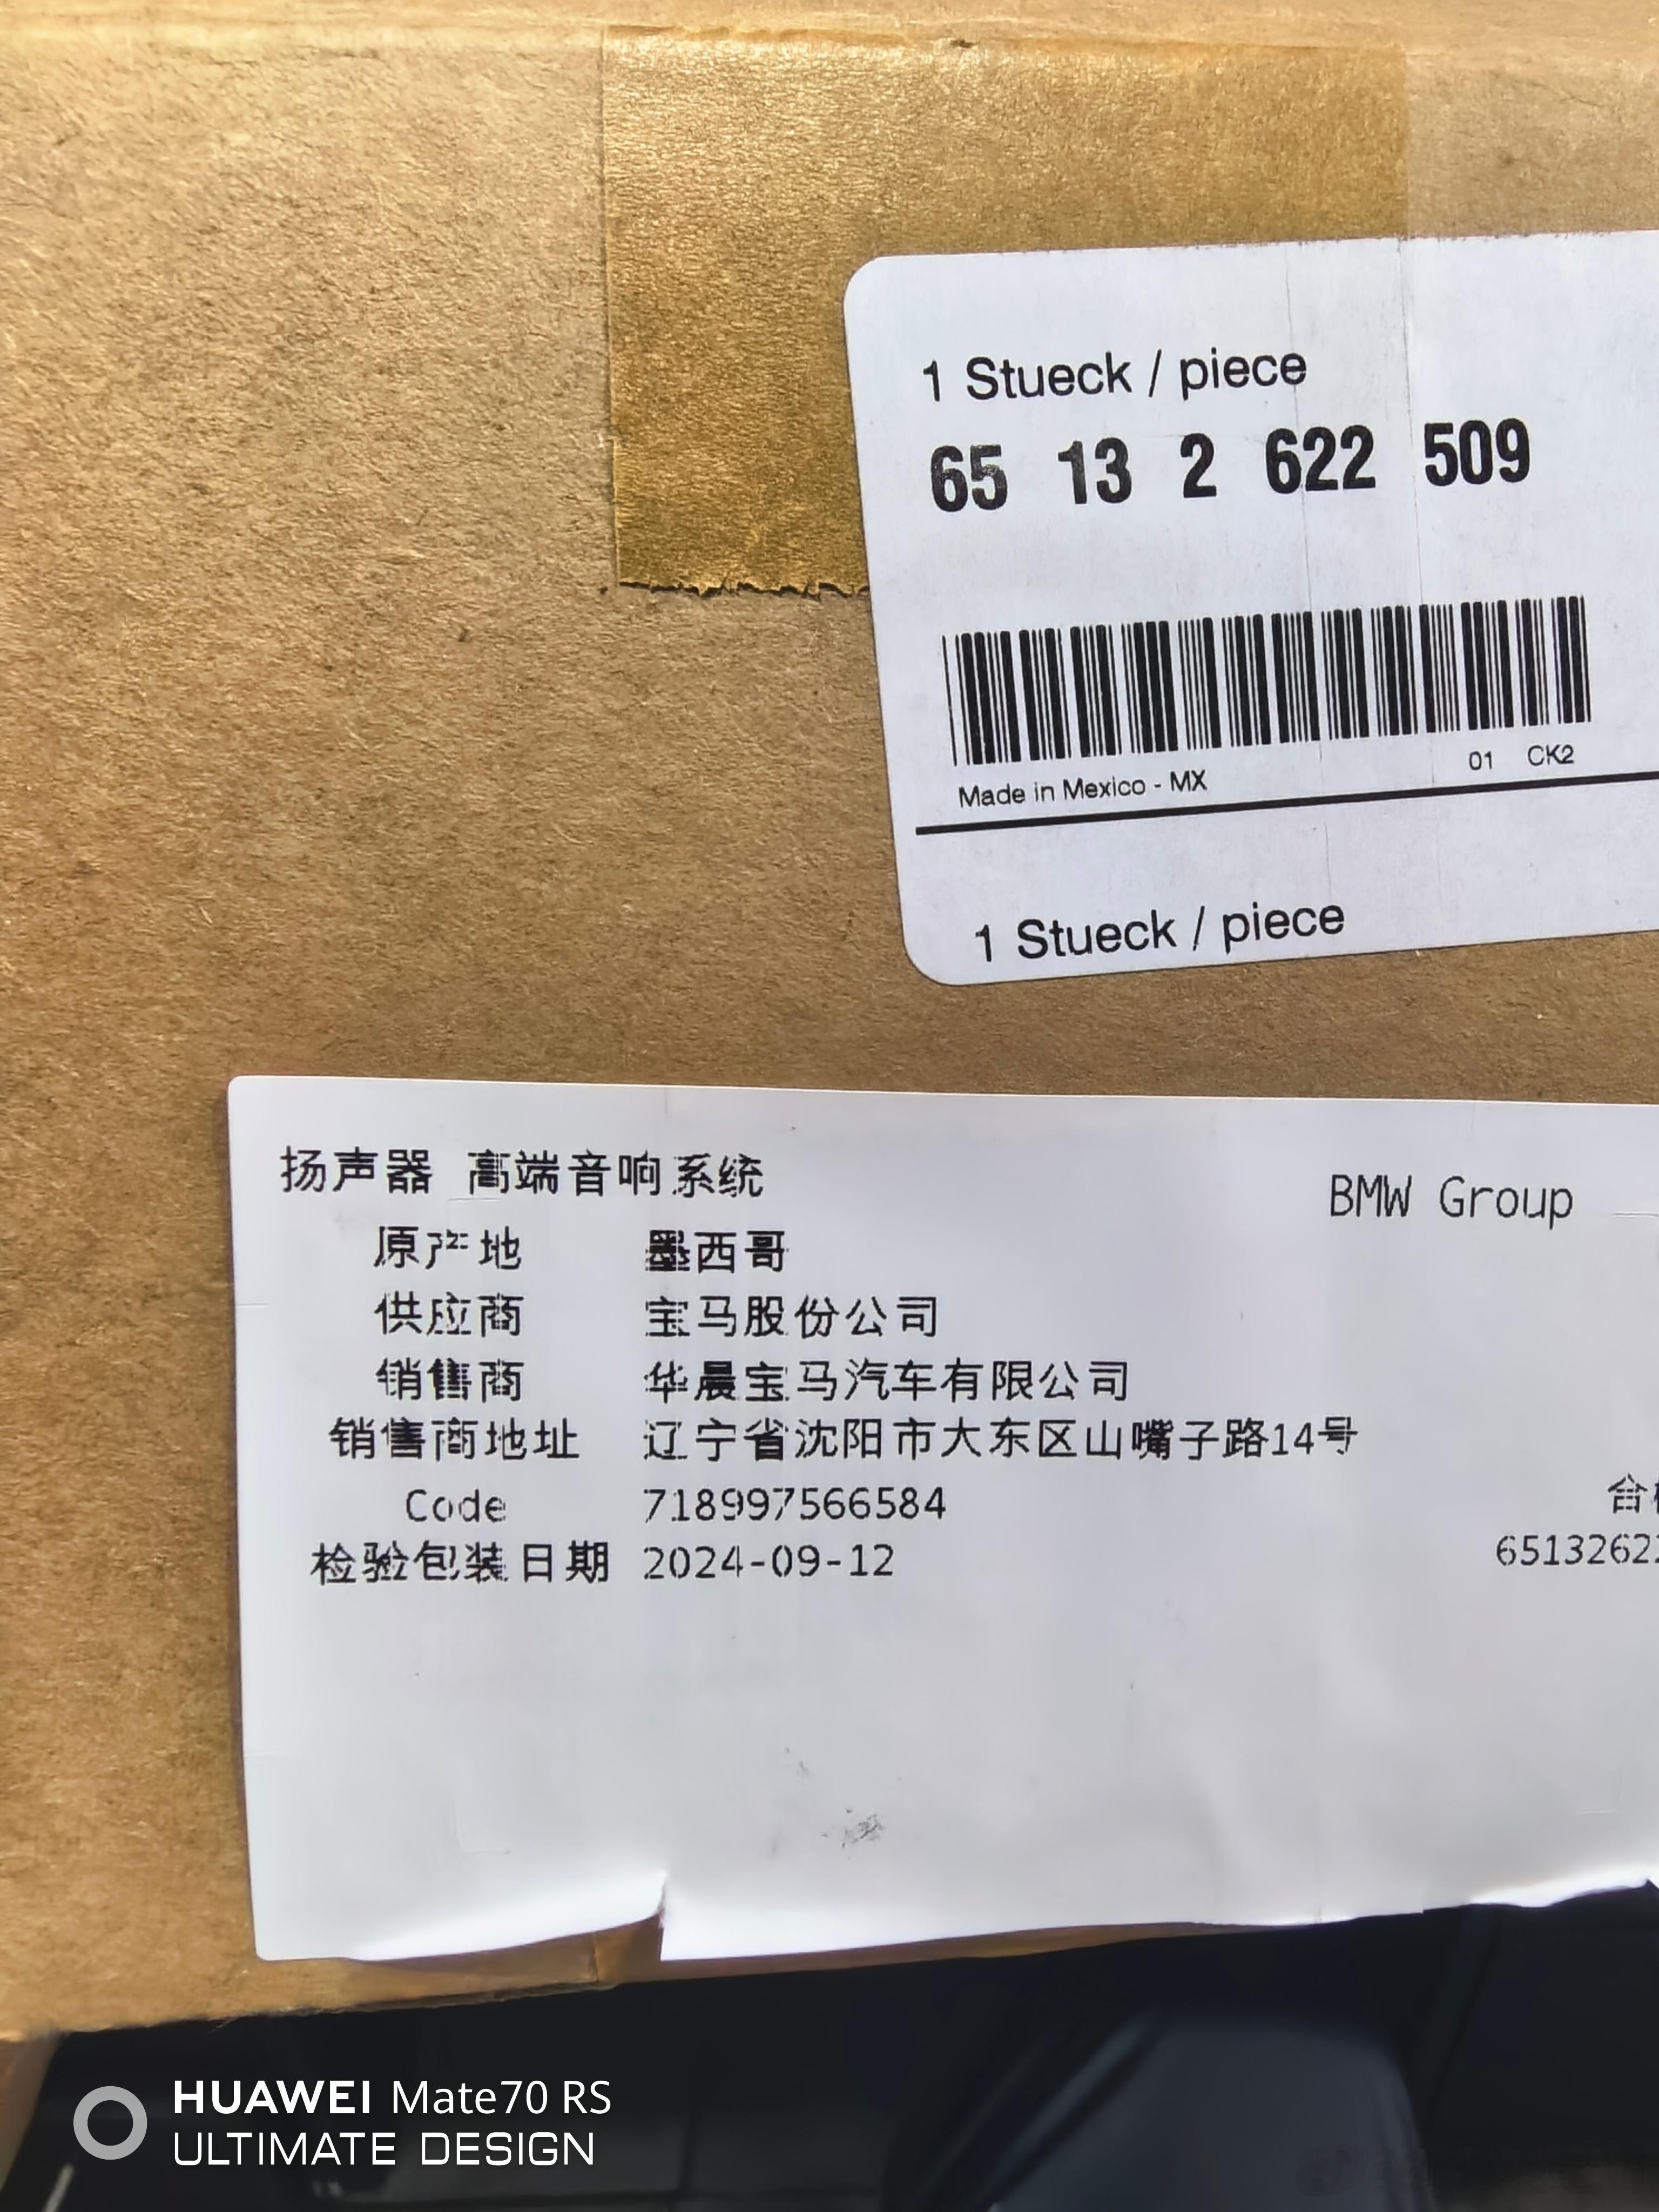 1 Stueck / piece
65 13 2 622 509
01 CK2
Made in Mexico - MX
1 Stueck / piece
扬声器 高端音响系统
BMW Group
原产地 墨西哥
供应商 宝马股份公司
销售商 华晨宝马汽车有限公司
销售商地址 辽宁省沈阳市大东区山嘴子路14号
Code 718997566584
合
检验包装日期 2024-09-12
6513262
HUAWEI Mate70 RS
ULTIMATE DESIGN